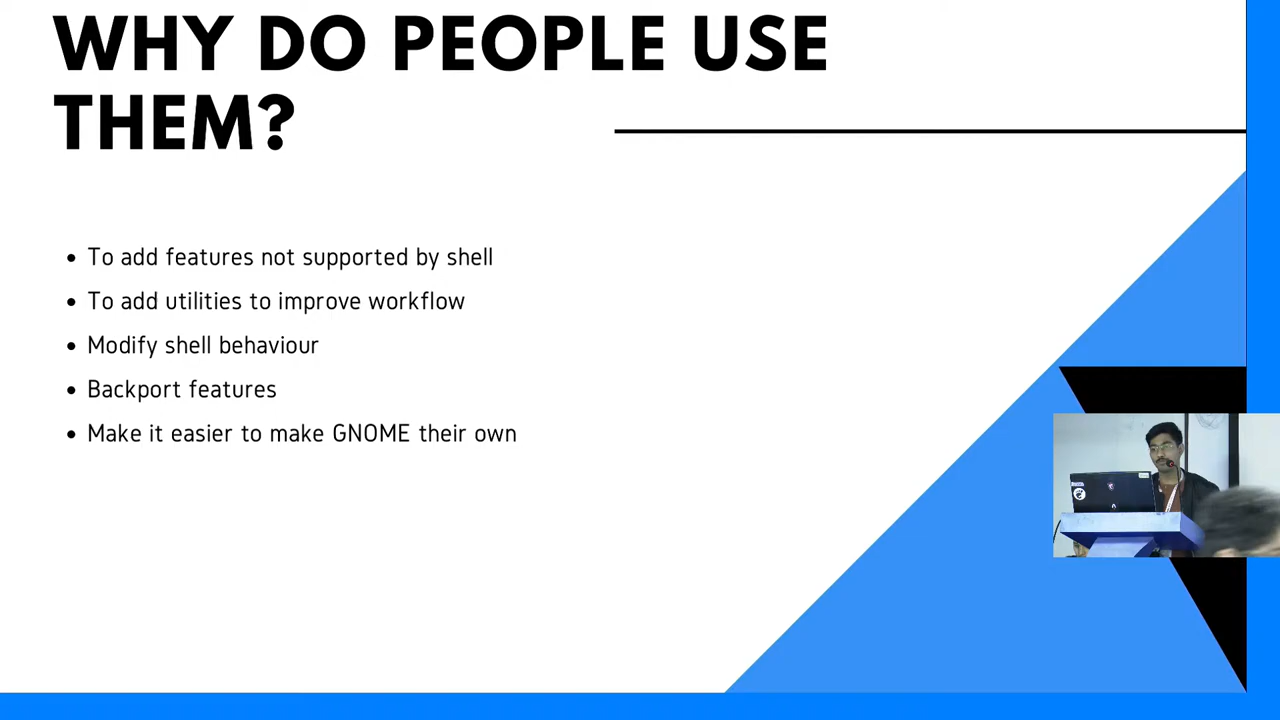 WHY DO PEOPLE USE
THEM?
To add features not supported by shell
To add utilities to improve workflow
Modify shell behaviour
Backport features
Make it easier to make GNOME their own